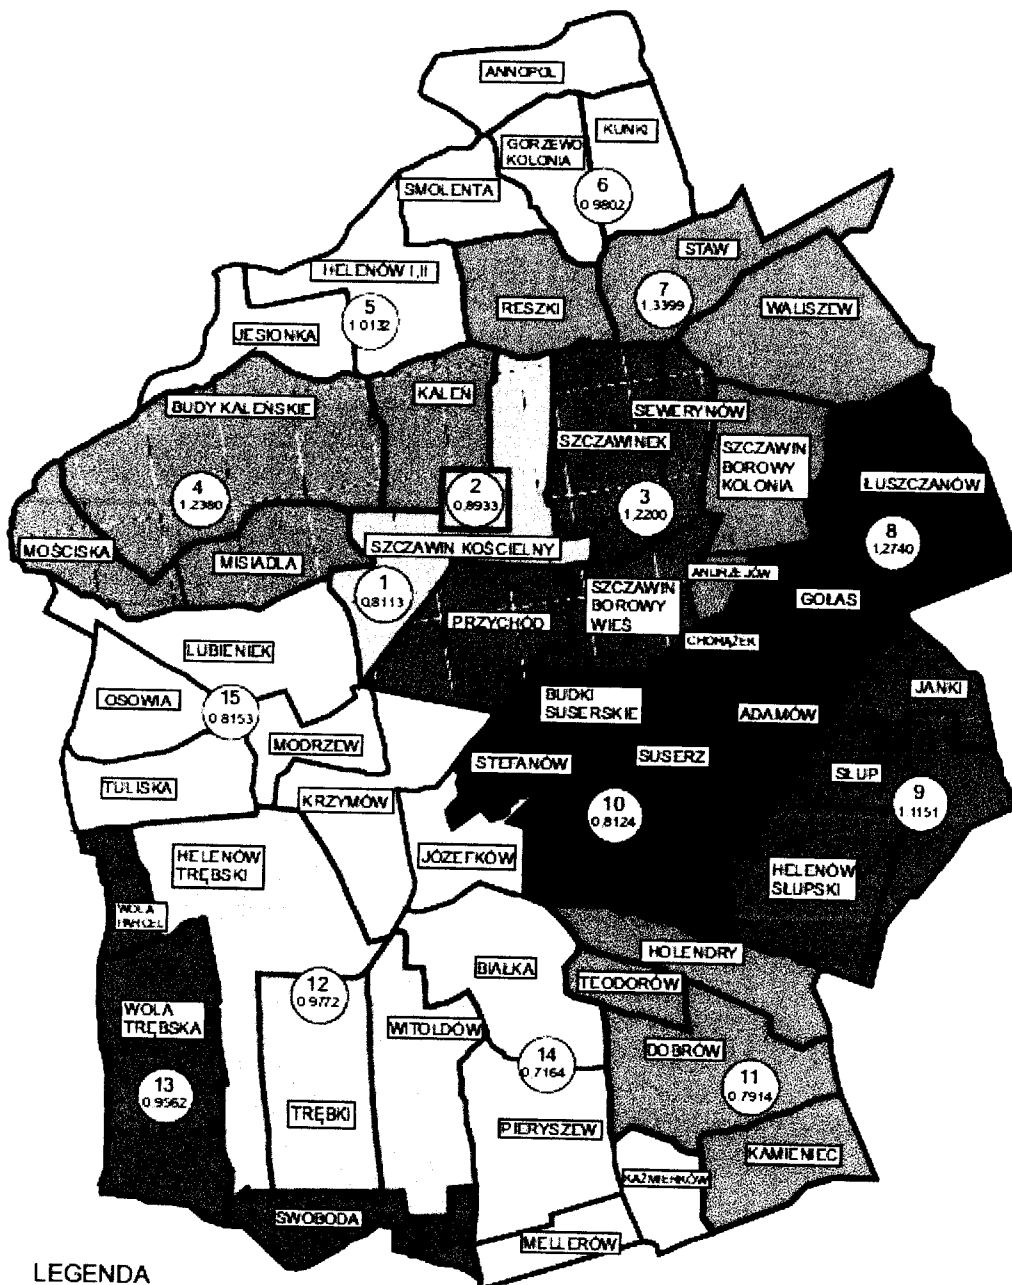 ANNOPOL
KUNKI
GORZEWO
KOLONIA
6
0.9802
SMOLENTA
STAW
HELENÓW I,II
7
1.3399
RESZKI
WALISZEW
5
1.0132
JESIONKA
KALEŃ
BUDY KALEŃSKIE
SEWERYNÓW
SZCZAWINEK
SZCZAWIN
BOROWY
KOLONIA
ŁUSZCZANÓW
4
1.2380
2
0,8933
3
1,2200
8
1,2740
MOŚCISKA
MISIADLA
SZCZAWIN KOŚCIELNY
ANDRZEJÓW
1
0,8113
SZCZAWIN
BOROWY
WIEŚ
GOŁAS
PRZYCHÓD
CHORĄŻEK
LUBIENIEK
OSOWIA
15
0.8153
BUDKI
SUSERSKIE
ADAMÓW
JANKI
MODRZEW
STEFANÓW
SUSERZ
SŁUP
TULISKA
KRZYMÓW
10
0.8124
9
1.1151
HELENÓW
TRĘBSKI
JÓZEFKÓW
HELENÓW
SŁUPSKI
WOLA
PARCEL
HOLENDRY
BIAŁKA
TEODORÓW
12
0.9772
WOLA
TRĘBSKA
WITOLDÓW
DOBRÓW
14
0.7164
13
0.9562
11
0.7914
TRĘBKI
PIERYSZEW
KAMIENIEC
KAŹMIERKÓW
SWOBODA
MELLERÓW
LEGENDA